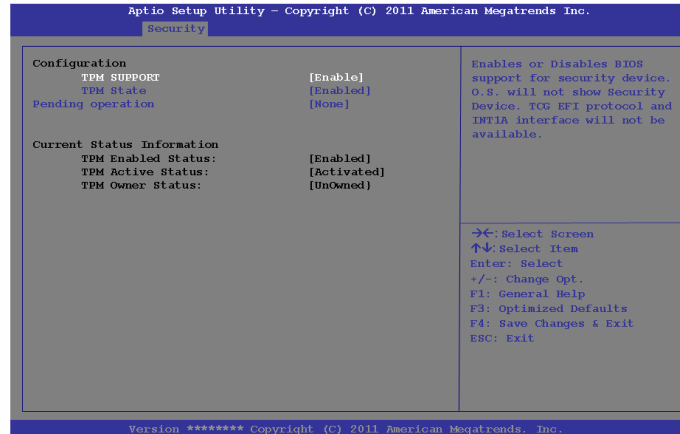 Aptio Setup Utility – Copyright (C) 2011 American Megatrends Inc.
Security
Configuration
TPM SUPPORT [Enable]
TPM State [Enabled]
Pending operation [None]
Current Status Information
TPM Enabled Status: [Enabled]
TPM Active Status: [Activated]
TPM Owner Status: [UnOwned}
Enables or Disables BIOS
support for security device.
O.S. will not show Security
Device. TCG EFI protocol and
INT1A interface will not be
available.
→←:Select Screen
↑↓:Select Item
Enter: Select
+/-: Change Opt.
F1: General Help
F3: Optimized Defaults
F4: Save Changes & Exit
ESC: Exit
Version ******** Copyright (C) 2011 American Megatrends. Inc.